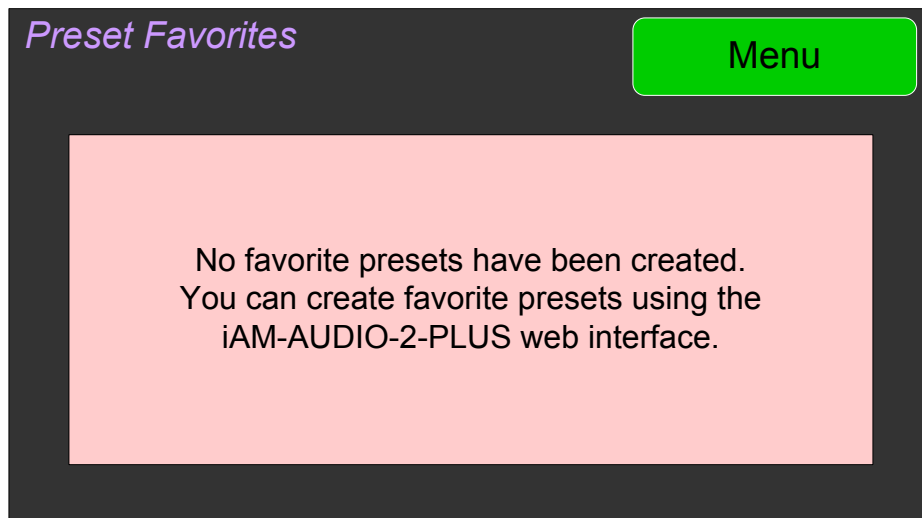 Preset Favorites
Menu
No favorite presets have been created.
You can create favorite presets using the
iAM-AUDIO-2-PLUS web interface.